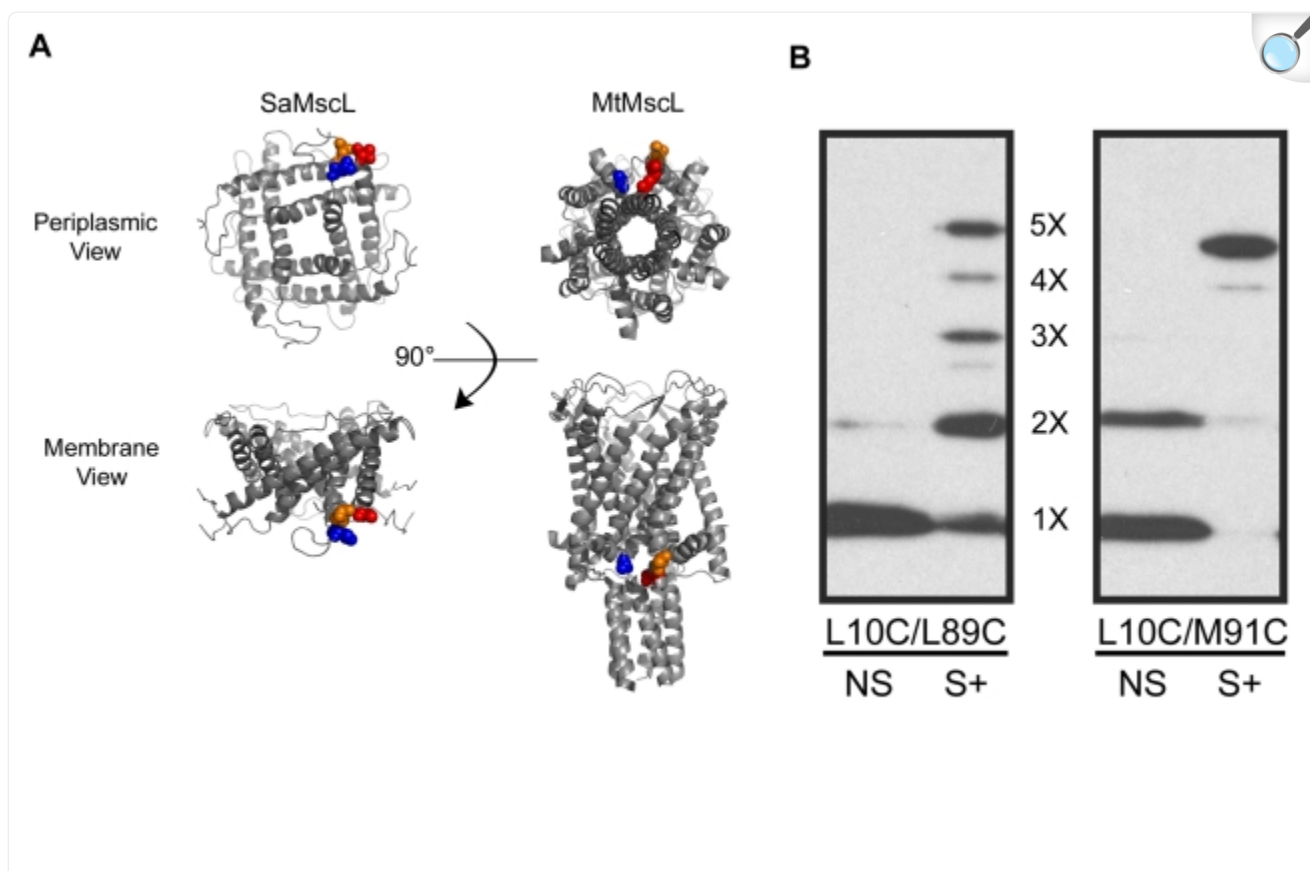 A
SaMscL
MtMscL
Periplasmic
View
90°
Membrane
View
B
5X
4X
3X
2X
1X
L10C/L89C
L10C/M91C
NS
S+
NS
S+